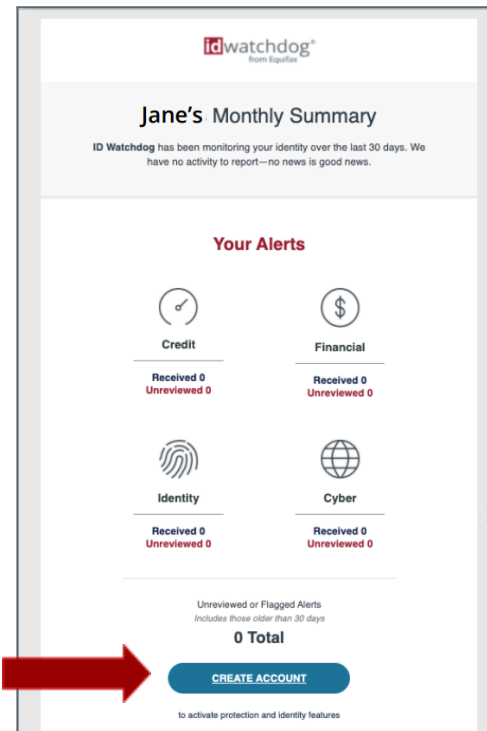 idwatchdog®
from Equifax
Jane's Monthly Summary
ID Watchdog has been monitoring your identity over the last 30 days. We
have no activity to report—no news is good news.
Your Alerts
Credit
Received 0
Unreviewed 0
Financial
Received 0
Unreviewed 0
Identity
Received 0
Unreviewed 0
Cyber
Received 0
Unreviewed 0
Unreviewed or Flagged Alerts
Includes those older than 30 days
0 Total
CREATE ACCOUNT
to activate protection and identity features